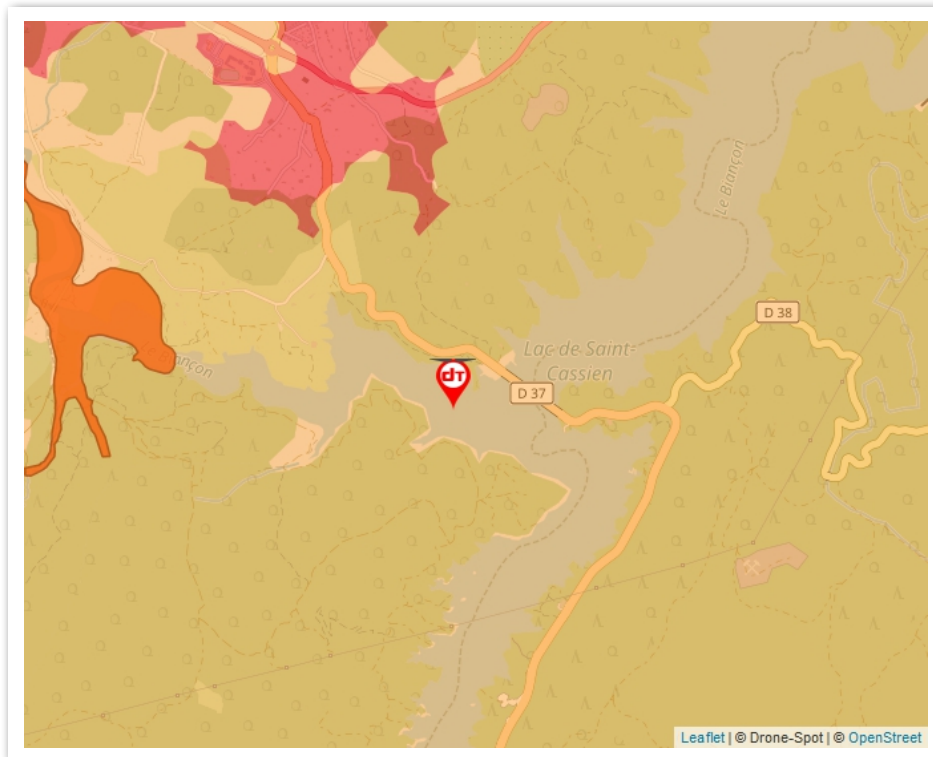 Le Biançon
D 38
Lac de Saint-
Cassien
Biançon
dT
D 37
Leaflet | © Drone-Spot | © OpenStreet